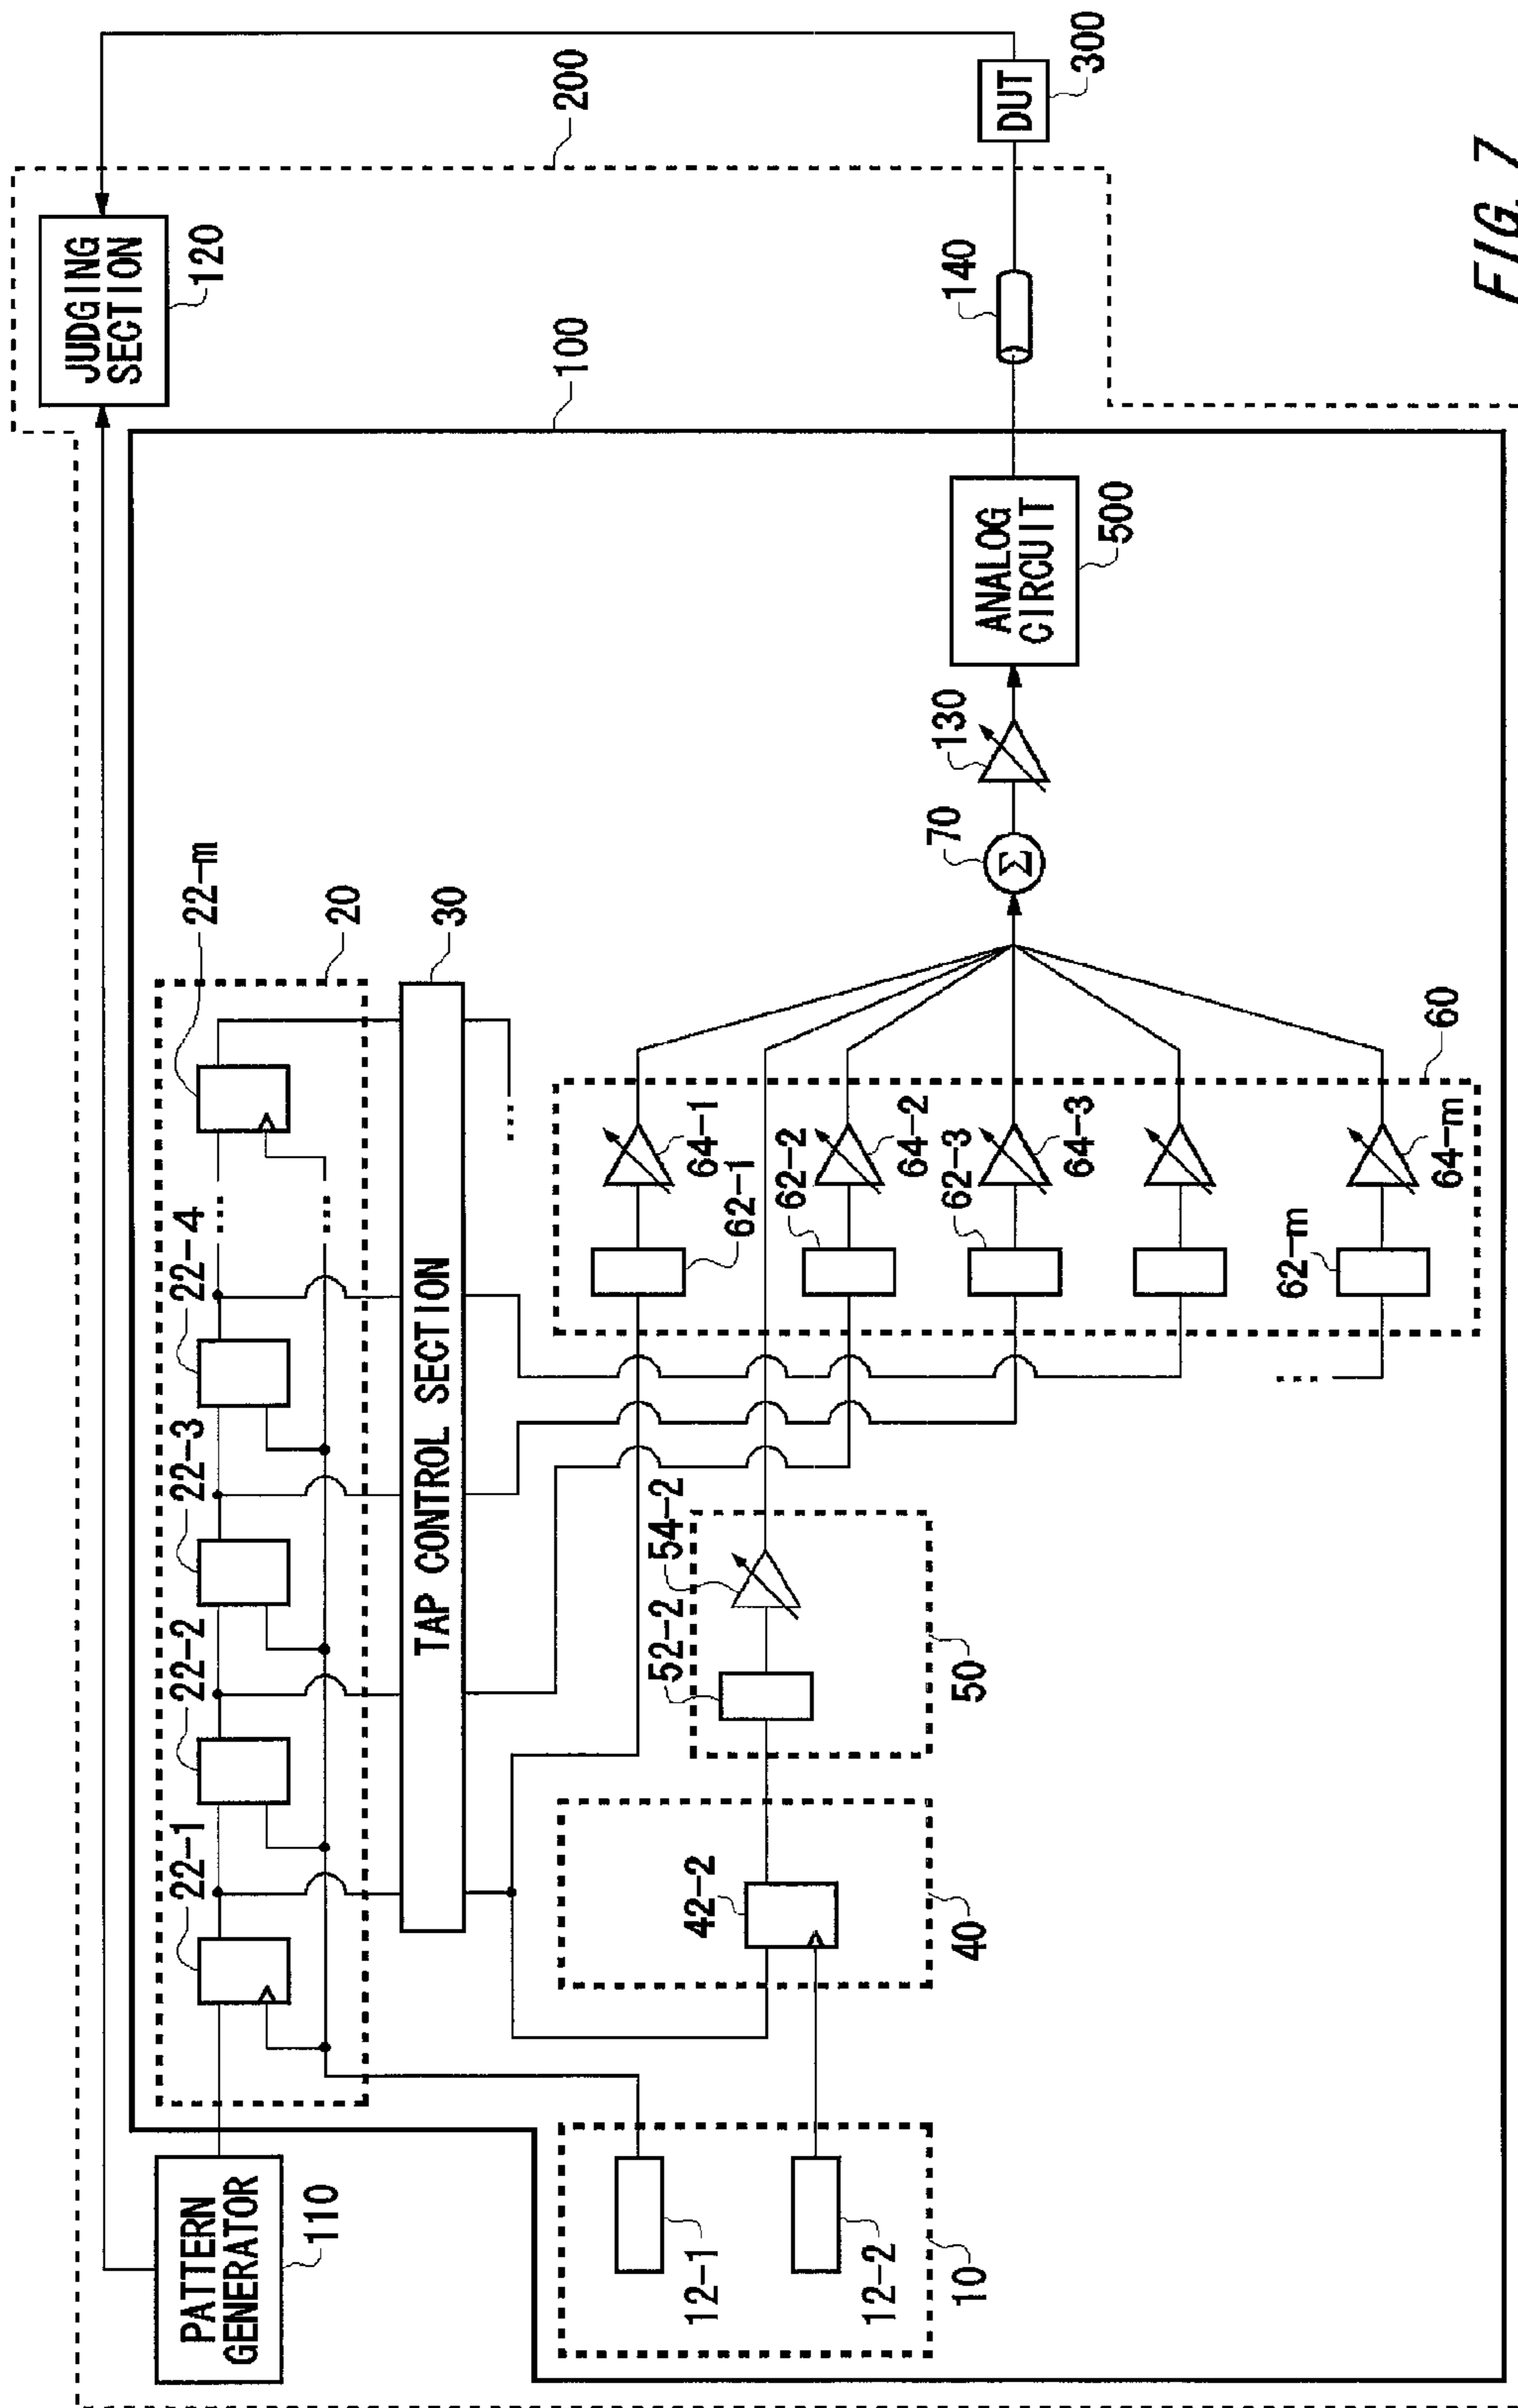 PATTERN
GENERATOR
110
JUDGING
SECTION
120
200
100
22-1
22-2
22-3
22-4
22-m
20
TAP CONTROL SECTION
30
12-1
12-2
10
42-2
40
52-2
54-2
50
62-1
64-1
62-2
64-2
62-3
64-3
62-m
64-m
60
Σ
70
130
ANALOG
CIRCUIT
500
140
DUT
300
FIG. 7